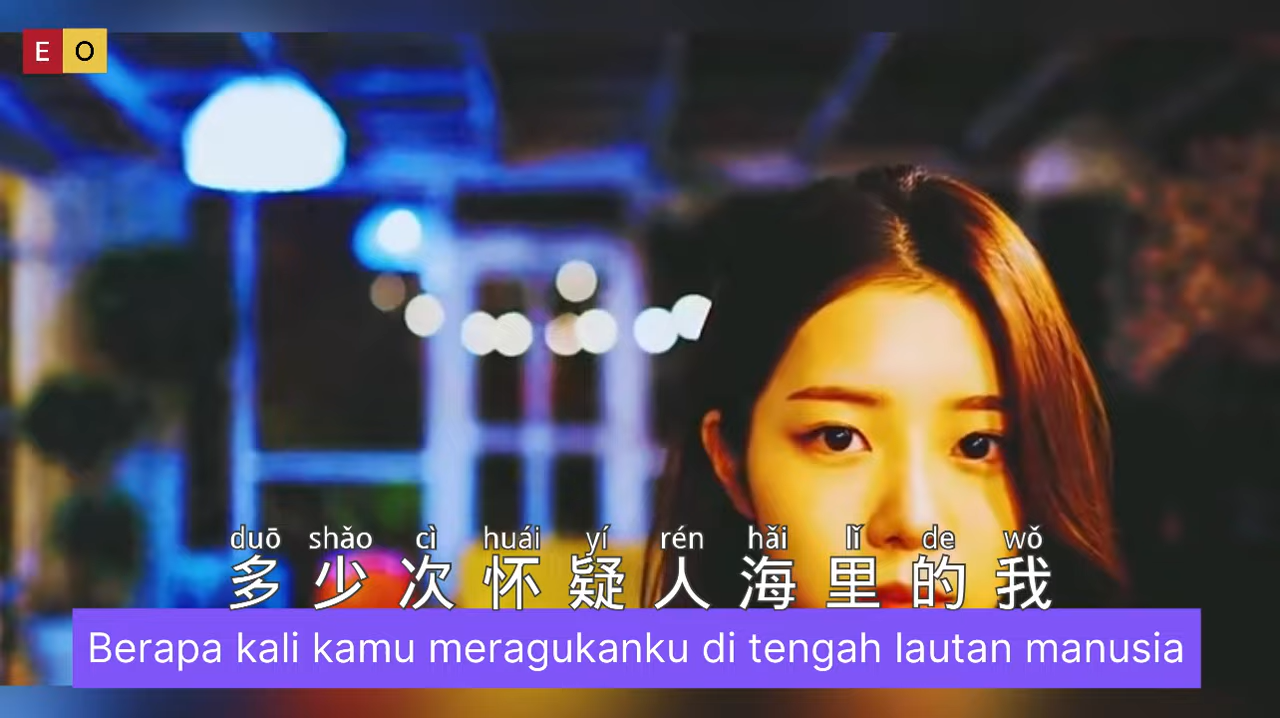 E O
duō shǎo cì huái yí rén hǎi lǐ de wǒ
多少次怀疑人海里的我
Berapa kali kamu meragukanku di tengah lautan manusia